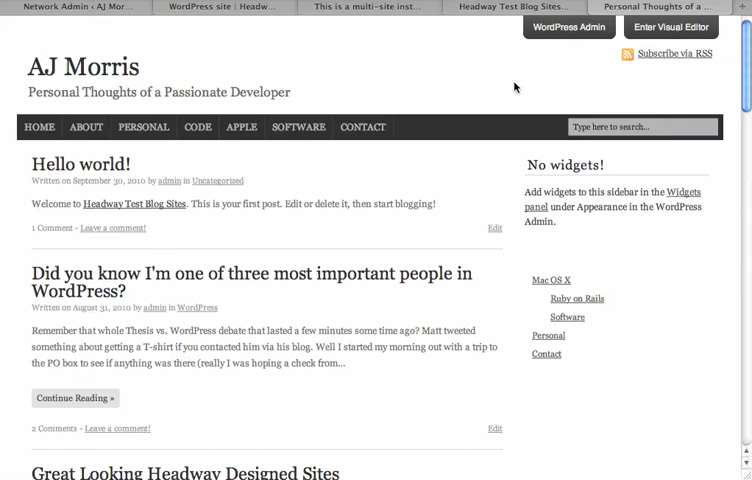 Network Admin ‹ AJ Mor...
WordPress site | Headw...
This is a multi-site inst...
Headway Test Blog Sites...
Personal Thoughts of a ...
WordPress Admin
Enter Visual Editor
Subscribe via RSS
AJ Morris
Personal Thoughts of a Passionate Developer
HOME ABOUT PERSONAL CODE APPLE SOFTWARE CONTACT
Type here to search...
Hello world!
Written on September 30, 2010 by admin in Uncategorized
Welcome to Headway Test Blog Sites. This is your first post. Edit or delete it, then start blogging!
1 Comment - Leave a comment!
Edit
Did you know I'm one of three most important people in
WordPress?
Written on August 31, 2010 by admin in WordPress
Remember that whole Thesis vs. WordPress debate that lasted a few minutes some time ago? Matt tweeted
something about getting a T-shirt if you contacted him via his blog. Well I started my morning out with a trip to
the PO box to see if anything was there (really I was hoping a check from...
Continue Reading »
2 Comments - Leave a comment!
Edit
Great Looking Headway Designed Sites
No widgets!
Add widgets to this sidebar in the Widgets
panel under Appearance in the WordPress
Admin.
Mac OS X
Ruby on Rails
Software
Personal
Contact